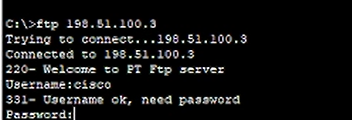 C:\>ftp 198.51.100.3
Trying to connect...198.51.100.3
Connected to 198.51.100.3
220- Welcome to PT Ftp server
Username:cisco
331- Username ok, need password
Password: